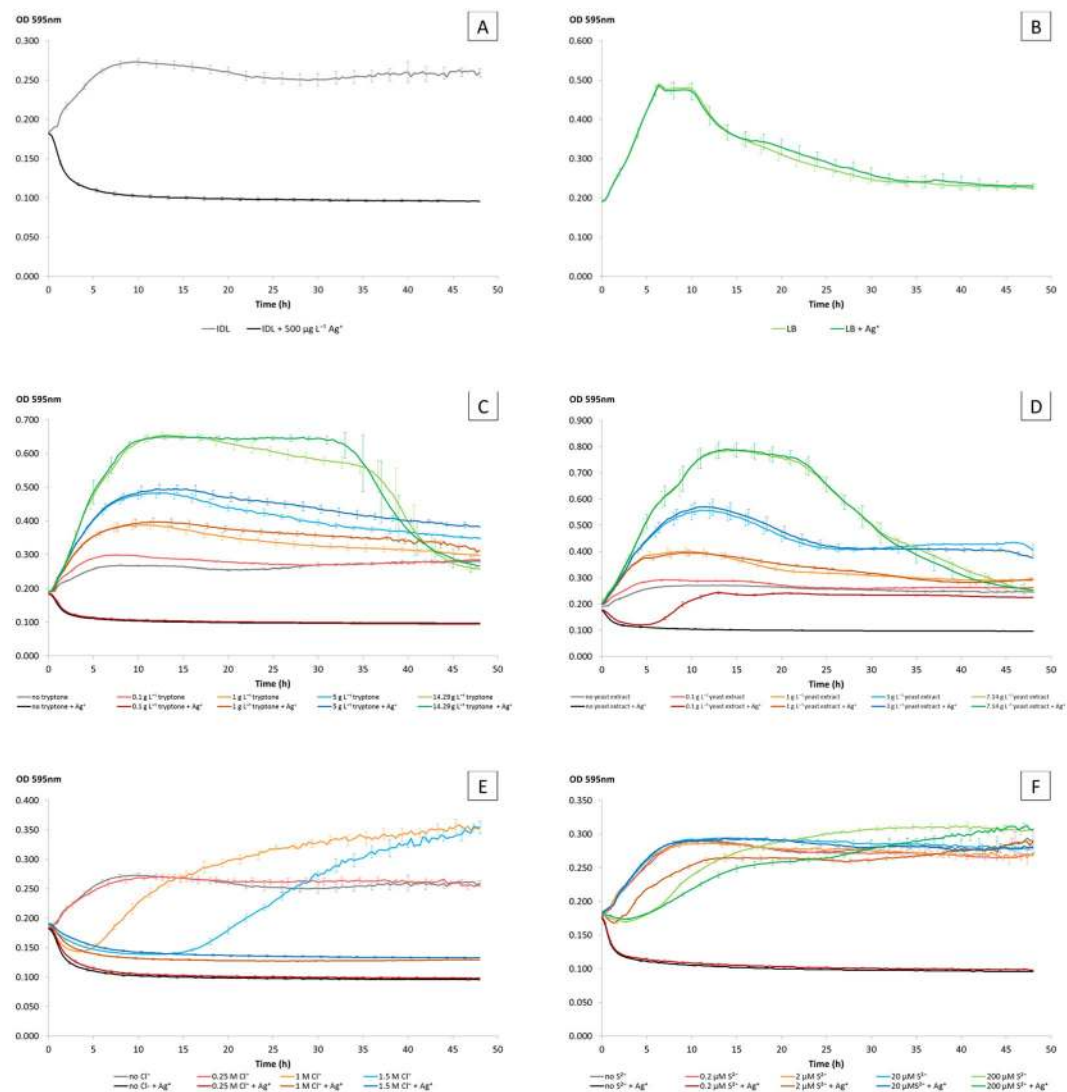 OD 595nm
A
0.300
0.250
0.200
0.150
0.100
0.050
0.000
0 5 10 15 20 25 30 35 40 45 50
Time (h)
IDL IDL + 500 µg L⁻¹ Ag⁺
OD 595nm
B
0.600
0.500
0.400
0.300
0.200
0.100
0.000
0 5 10 15 20 25 30 35 40 45 50
Time (h)
LB LB + Ag⁺
OD 595nm
C
0.700
0.600
0.500
0.400
0.300
0.200
0.100
0.000
0 5 10 15 20 25 30 35 40 45 50
Time (h)
no tryptone 0.1 g L⁻¹ tryptone 1 g L⁻¹ tryptone 5 g L⁻¹ tryptone 14.29 g L⁻¹ tryptone
no tryptone + Ag⁺ 0.1 g L⁻¹ tryptone + Ag⁺ 1 g L⁻¹ tryptone + Ag⁺ 5 g L⁻¹ tryptone + Ag⁺ 14.29 g L⁻¹ tryptone + Ag⁺
OD 595nm
D
0.900
0.800
0.700
0.600
0.500
0.400
0.300
0.200
0.100
0.000
0 5 10 15 20 25 30 35 40 45 50
Time (h)
no yeast extract 0.1 g L⁻¹ yeast extract 1 g L⁻¹ yeast extract 3 g L⁻¹ yeast extract 7.14 g L⁻¹ yeast extract
no yeast extract + Ag⁺ 0.1 g L⁻¹ yeast extract + Ag⁺ 1 g L⁻¹ yeast extract + Ag⁺ 3 g L⁻¹ yeast extract + Ag⁺ 7.14 g L⁻¹ yeast extract + Ag⁺
OD 595nm
E
0.400
0.350
0.300
0.250
0.200
0.150
0.100
0.050
0.000
0 5 10 15 20 25 30 35 40 45 50
Time (h)
no Cl⁻ 0.25 M Cl⁻ 1 M Cl⁻ 1.5 M Cl⁻
no Cl- + Ag⁺ 0.25 M Cl⁻ + Ag⁺ 1 M Cl⁻ + Ag⁺ 1.5 M Cl⁻ + Ag⁺
OD 595nm
F
0.350
0.300
0.250
0.200
0.150
0.100
0.050
0.000
0 5 10 15 20 25 30 35 40 45 50
Time (h)
no S²⁻ 0.2 µM S²⁻ 2 µM S²⁻ 20 µM S²⁻ 200 µM S²⁻
no S²⁻ + Ag⁺ 0.2 µM S²⁻ + Ag⁺ 2 µM S²⁻ + Ag⁺ 20 µMS²⁻ + Ag⁺ 200 µM S²⁻ + Ag⁺